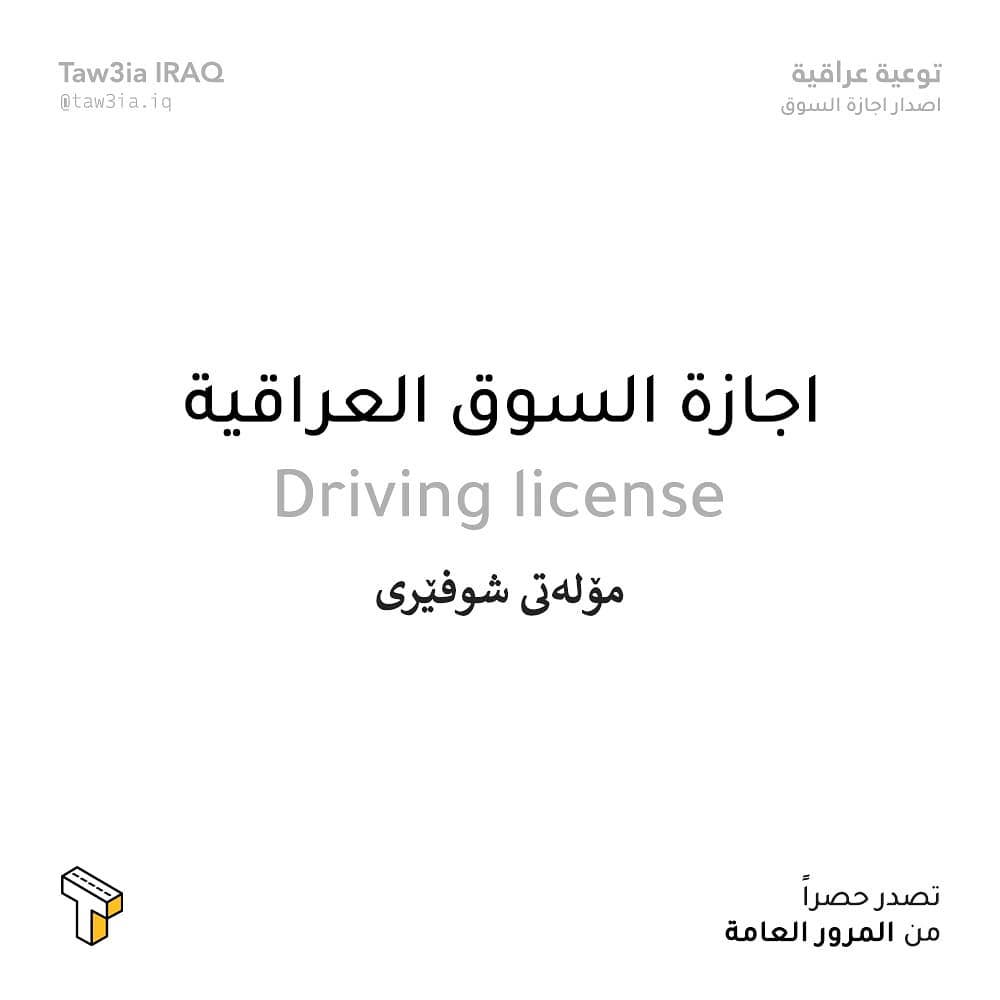 Taw3ia IRAQ
@taw3ia.iq
توعية عراقية
اصدار اجازة السوق
اجازة السوق العراقية
Driving license
مۆلەتی شوفێری
تصدر حصراً
من المرور العامة